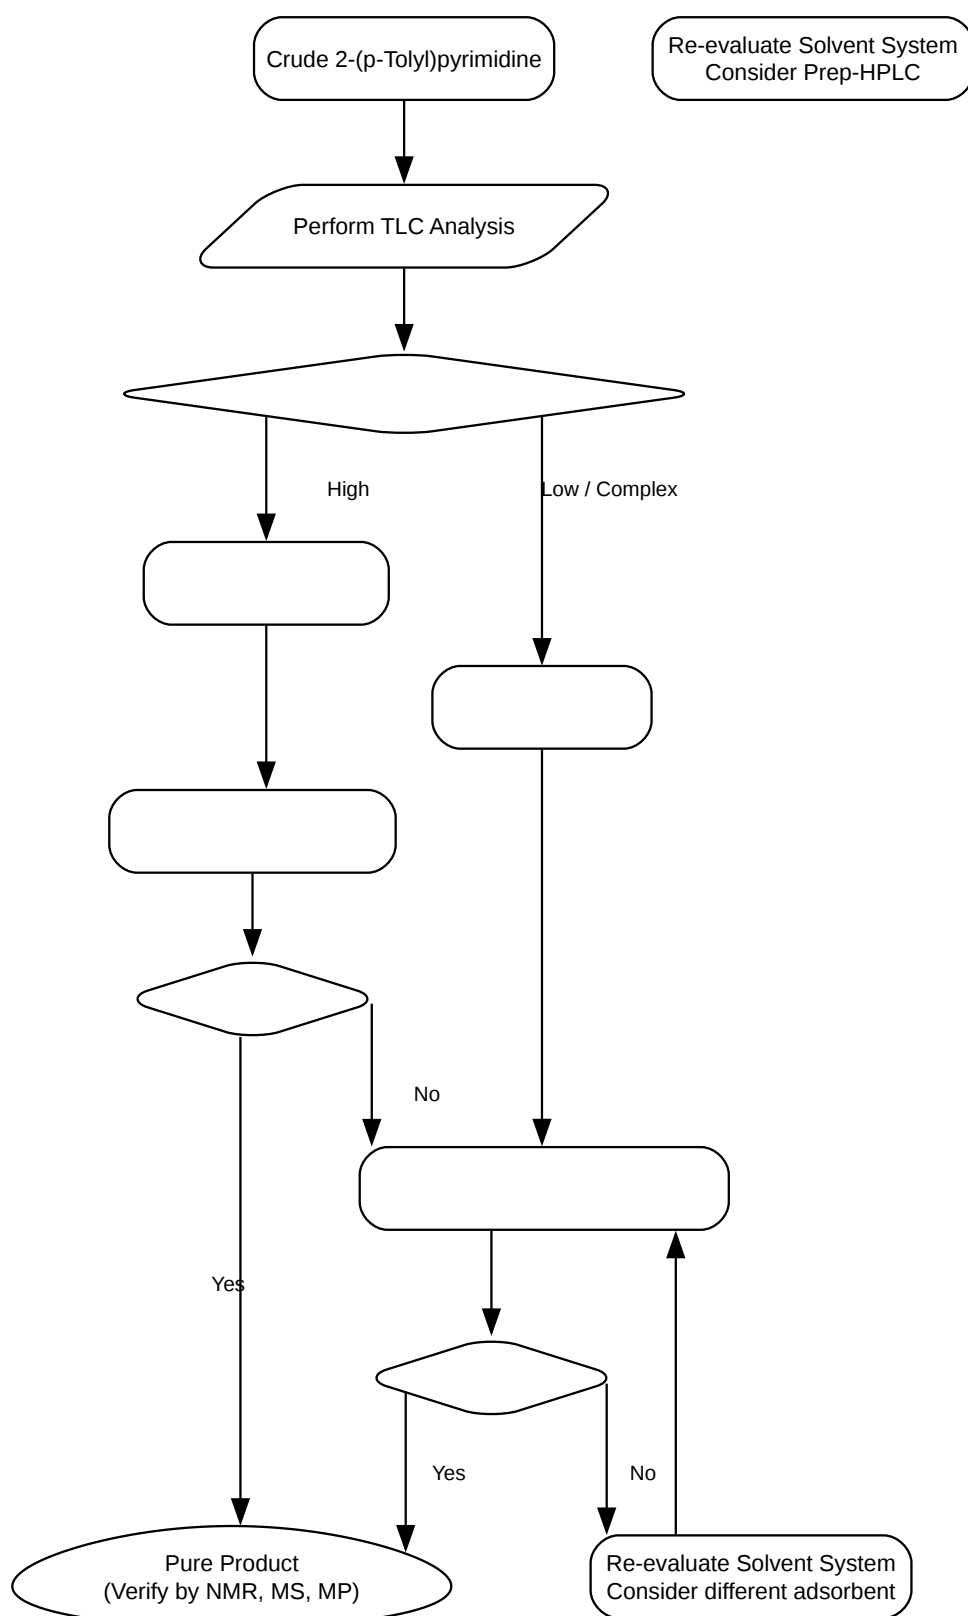 Crude 2-(p-Tolyl)pyrimidine
Re-evaluate Solvent System
Consider Prep-HPLC
Perform TLC Analysis
High
Low / Complex
No
Yes
Yes
No
Pure Product
(Verify by NMR, MS, MP)
Re-evaluate Solvent System
Consider different adsorbent